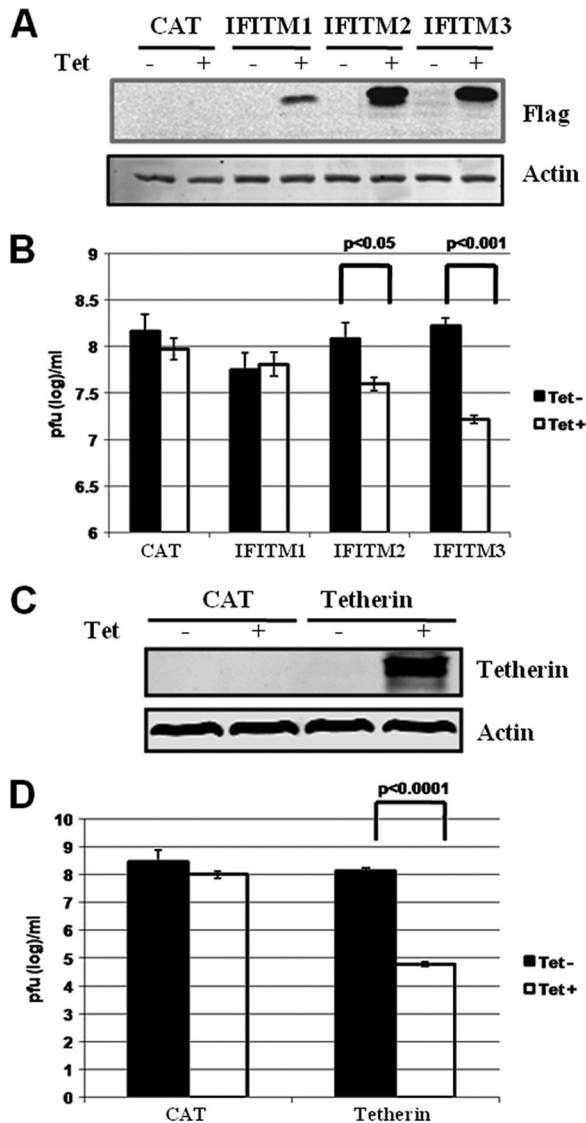 A
CAT IFITM1 IFITM2 IFITM3
Tet - + - + - + - +
Flag
Actin
B
p<0.05 p<0.001
9
8.5
8
7.5
7
6.5
6
pfu (log)/ml
Tet-
Tet+
CAT IFITM1 IFITM2 IFITM3
C
CAT Tetherin
Tet - + - +
Tetherin
Actin
D
p<0.0001
10
9
8
7
6
5
4
3
2
1
0
pfu (log)/ml
Tet-
Tet+
CAT Tetherin